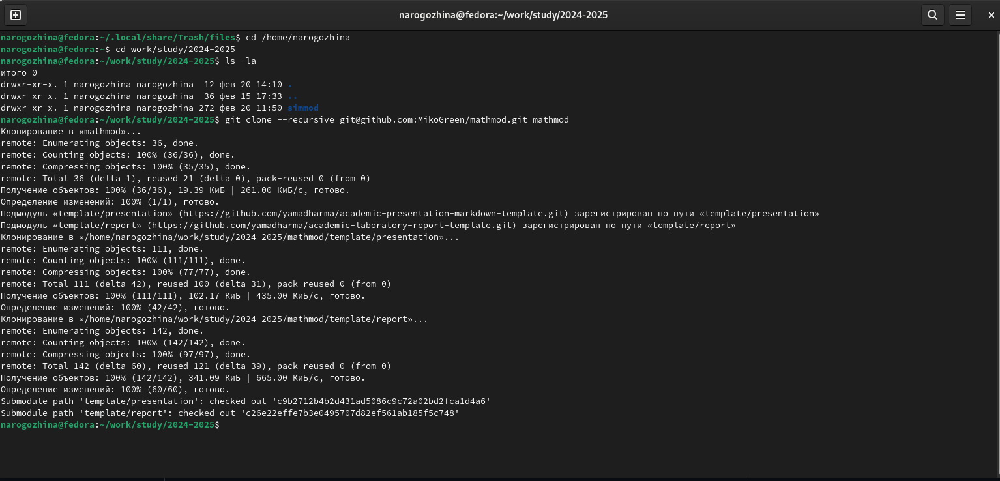 narogozhina@fedora:~/work/study/2024-2025
narogozhina@fedora:~/.local/share/Trash/files$ cd /home/narogozhina
narogozhina@fedora:~$ cd work/study/2024-2025
narogozhina@fedora:~/work/study/2024-2025$ ls -la
итого 0
drwxr-xr-x. 1 narogozhina narogozhina  12 фев 20 14:10 .
drwxr-xr-x. 1 narogozhina narogozhina  36 фев 15 17:33 ..
drwxr-xr-x. 1 narogozhina narogozhina 272 фев 20 11:50 simmod
narogozhina@fedora:~/work/study/2024-2025$ git clone --recursive git@github.com:MikoGreen/mathmod.git mathmod
Клонирование в «mathmod»...
remote: Enumerating objects: 36, done.
remote: Counting objects: 100% (36/36), done.
remote: Compressing objects: 100% (35/35), done.
remote: Total 36 (delta 1), reused 21 (delta 0), pack-reused 0 (from 0)
Получение объектов: 100% (36/36), 19.39 КиБ | 261.00 КиБ/с, готово.
Определение изменений: 100% (1/1), готово.
Подмодуль «template/presentation» (https://github.com/yamadharma/academic-presentation-markdown-template.git) зарегистрирован по пути «template/presentation»
Подмодуль «template/report» (https://github.com/yamadharma/academic-laboratory-report-template.git) зарегистрирован по пути «template/report»
Клонирование в «/home/narogozhina/work/study/2024-2025/mathmod/template/presentation»...
remote: Enumerating objects: 111, done.
remote: Counting objects: 100% (111/111), done.
remote: Compressing objects: 100% (77/77), done.
remote: Total 111 (delta 42), reused 100 (delta 31), pack-reused 0 (from 0)
Получение объектов: 100% (111/111), 102.17 КиБ | 435.00 КиБ/с, готово.
Определение изменений: 100% (42/42), готово.
Клонирование в «/home/narogozhina/work/study/2024-2025/mathmod/template/report»...
remote: Enumerating objects: 142, done.
remote: Counting objects: 100% (142/142), done.
remote: Compressing objects: 100% (97/97), done.
remote: Total 142 (delta 60), reused 121 (delta 39), pack-reused 0 (from 0)
Получение объектов: 100% (142/142), 341.09 КиБ | 665.00 КиБ/с, готово.
Определение изменений: 100% (60/60), готово.
Submodule path 'template/presentation': checked out 'c9b2712b4b2d431ad5086c9c72a02bd2fca1d4a6'
Submodule path 'template/report': checked out 'c26e22effe7b3e0495707d82ef561ab185f5c748'
narogozhina@fedora:~/work/study/2024-2025$